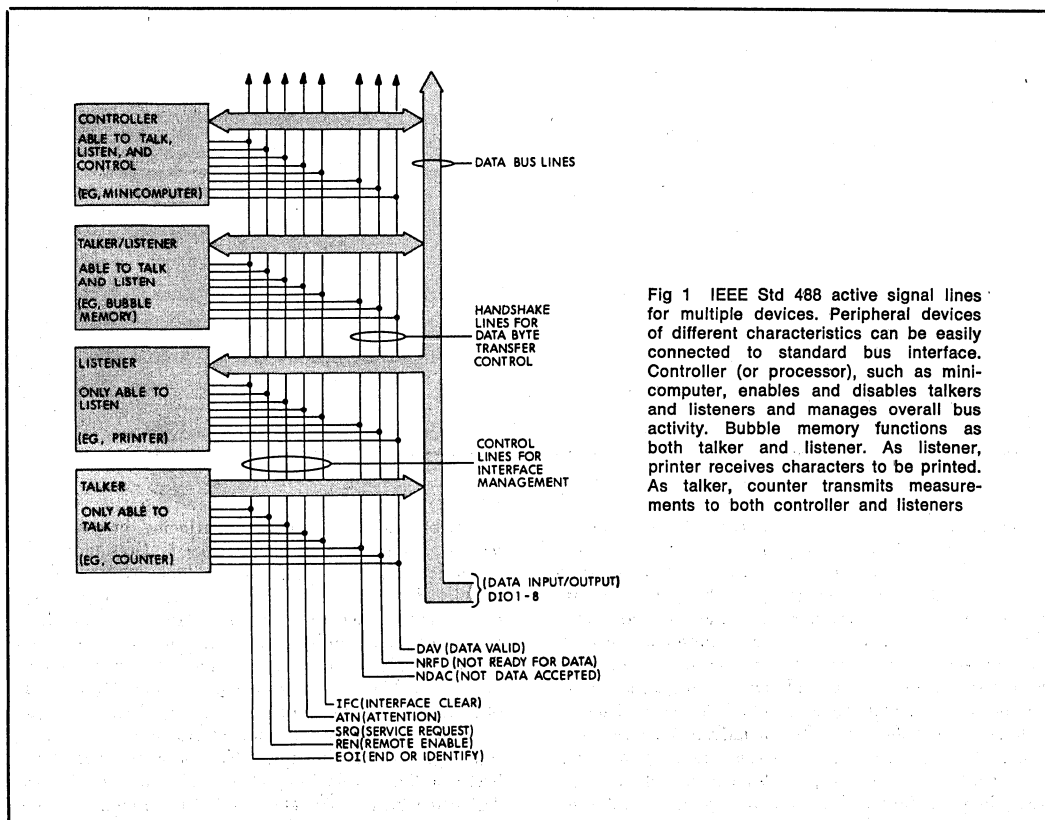 CONTROLLER
ABLE TO TALK,
LISTEN, AND
CONTROL
(EG, MINICOMPUTER)
DATA BUS LINES
TALKER/LISTENER
ABLE TO TALK
AND LISTEN
(EG, BUBBLE
MEMORY)
HANDSHAKE
LINES FOR
DATA BYTE
TRANSFER
CONTROL
LISTENER
ONLY ABLE TO
LISTEN
(EG, PRINTER)
CONTROL
LINES FOR
INTERFACE
MANAGEMENT
TALKER
ONLY ABLE TO
TALK
(EG, COUNTER)
(DATA INPUT/OUTPUT)
DIO1-8
DAV (DATA VALID)
NRFD (NOT READY FOR DATA)
NDAC (NOT DATA ACCEPTED)
IFC(INTERFACE CLEAR)
ATN(ATTENTION)
SRQ(SERVICE REQUEST)
REN(REMOTE ENABLE)
EOI(END OR IDENTIFY)
Fig 1 IEEE Std 488 active signal lines
for multiple devices. Peripheral devices
of different characteristics can be easily
connected to standard bus interface.
Controller (or processor), such as mini-
computer, enables and disables talkers
and listeners and manages overall bus
activity. Bubble memory functions as
both talker and listener. As listener,
printer receives characters to be printed.
As talker, counter transmits measure-
ments to both controller and listeners